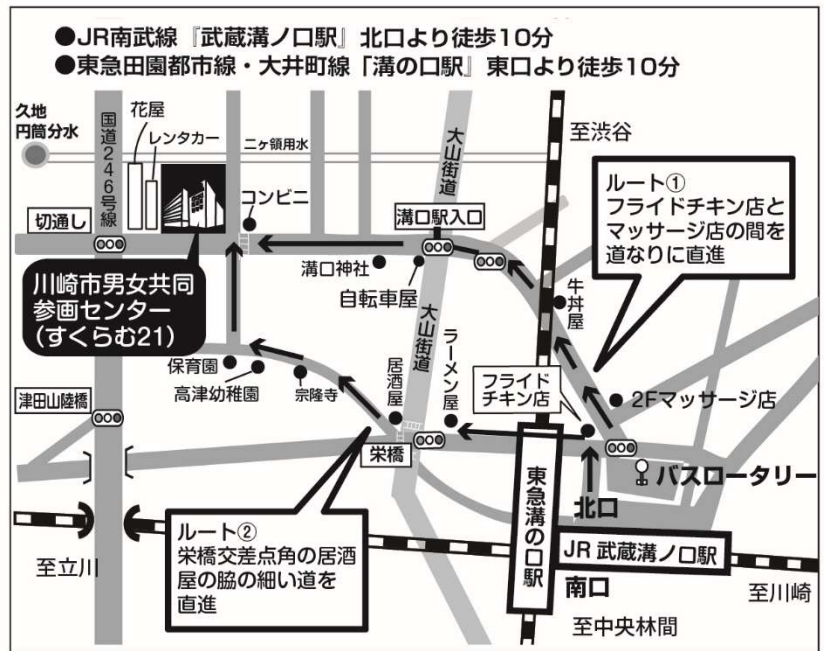 ●JR南武線『武蔵溝ノ口駅』北口より徒歩10分
●東急田園都市線・大井町線「溝の口駅』東口より徒歩10分
久地
円筒分水
国道246号線
花屋
レンタカー
二ヶ領用水
大山街道
至渋谷
ルート①
フライドチキン店と
マッサージ店の間を
道なりに直進
コンビニ
切通し
溝口駅入口
溝口神社
自転車屋
牛丼屋
川崎市男女共同
参画センター
(すくらむ21)
大山街道
保育園
高津幼稚園
宗隆寺
居酒屋
ラーメン屋
フライド
チキン店
2Fマッサージ店
津田山陸橋
栄橋
バスロータリー
北口
東急溝の口駅
ルート②
栄橋交差点角の居酒
屋の脇の細い道を
直進
JR 武蔵溝ノ口駅
至立川
南口
至川崎
至中央林間